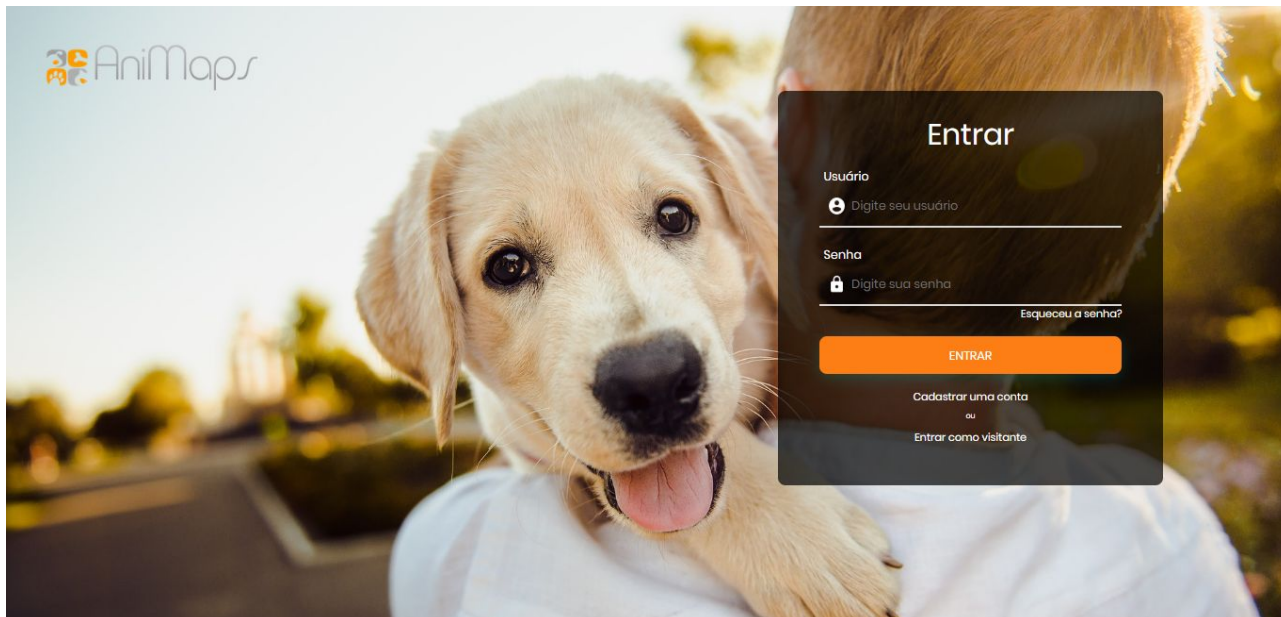 AniMaps
Entrar
Usuário
Digite seu usuário
Senha
Digite sua senha
Esqueceu a senha?
ENTRAR
Cadastrar uma conta
ou
Entrar como visitante